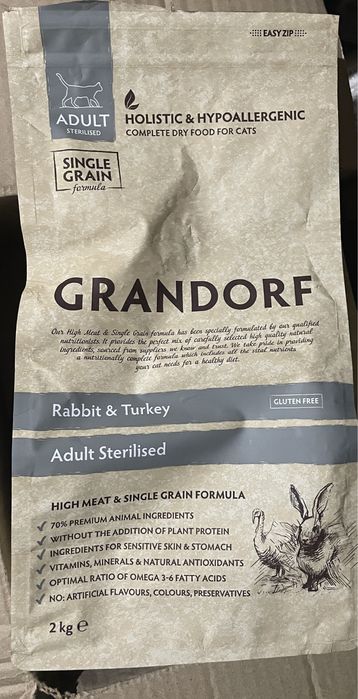 EASY ZIP
ADULT
STERILISED
HOLISTIC & HYPOALLERGENIC
COMPLETE DRY FOOD FOR CATS
SINGLE
GRAIN
formula
GRANDORF
Our High Meat & Single Grain formula has been specially formulated by our qualified
nutritionists. It provides the perfect mix of carefully selected high quality natural
ingredients, sourced from suppliers we know and trust. We take pride in providing
a nutritionally complete formula which includes all the vital nutrients
your cat needs for a healthy diet.
Rabbit & Turkey
GLUTEN FREE
Adult Sterilised
HIGH MEAT & SINGLE GRAIN FORMULA
70% PREMIUM ANIMAL INGREDIENTS
WITHOUT THE ADDITION OF PLANT PROTEIN
INGREDIENTS FOR SENSITIVE SKIN & STOMACH
VITAMINS, MINERALS & NATURAL ANTIOXIDANTS
OPTIMAL RATIO OF OMEGA 3-6 FATTY ACIDS
NO: ARTIFICIAL FLAVOURS, COLOURS, PRESERVATIVES
2 kg ℮